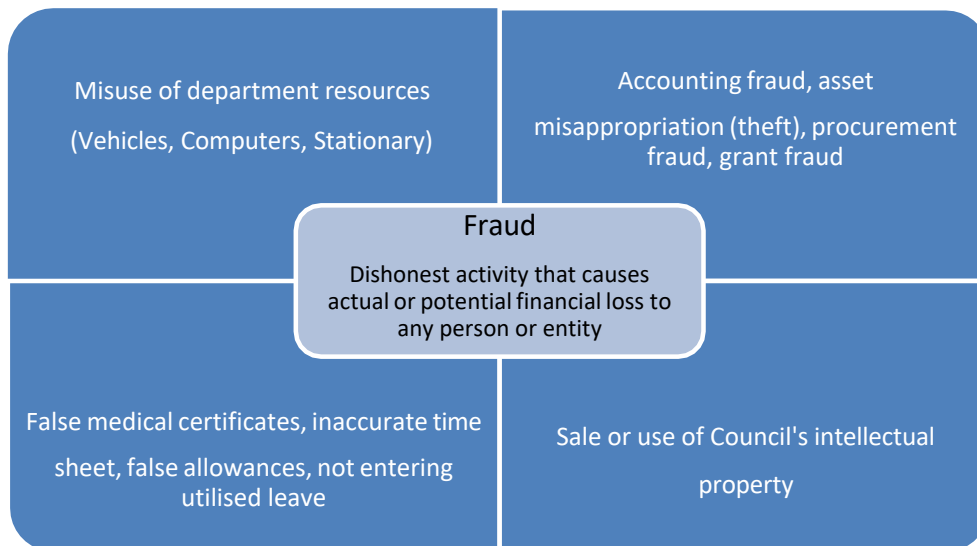 Misuse of department resources
(Vehicles, Computers, Stationary)
Accounting fraud, asset
misappropriation (theft), procurement
fraud, grant fraud
Fraud
Dishonest activity that causes
actual or potential financial loss to
any person or entity
False medical certificates, inaccurate time
sheet, false allowances, not entering
utilised leave
Sale or use of Council's intellectual
property